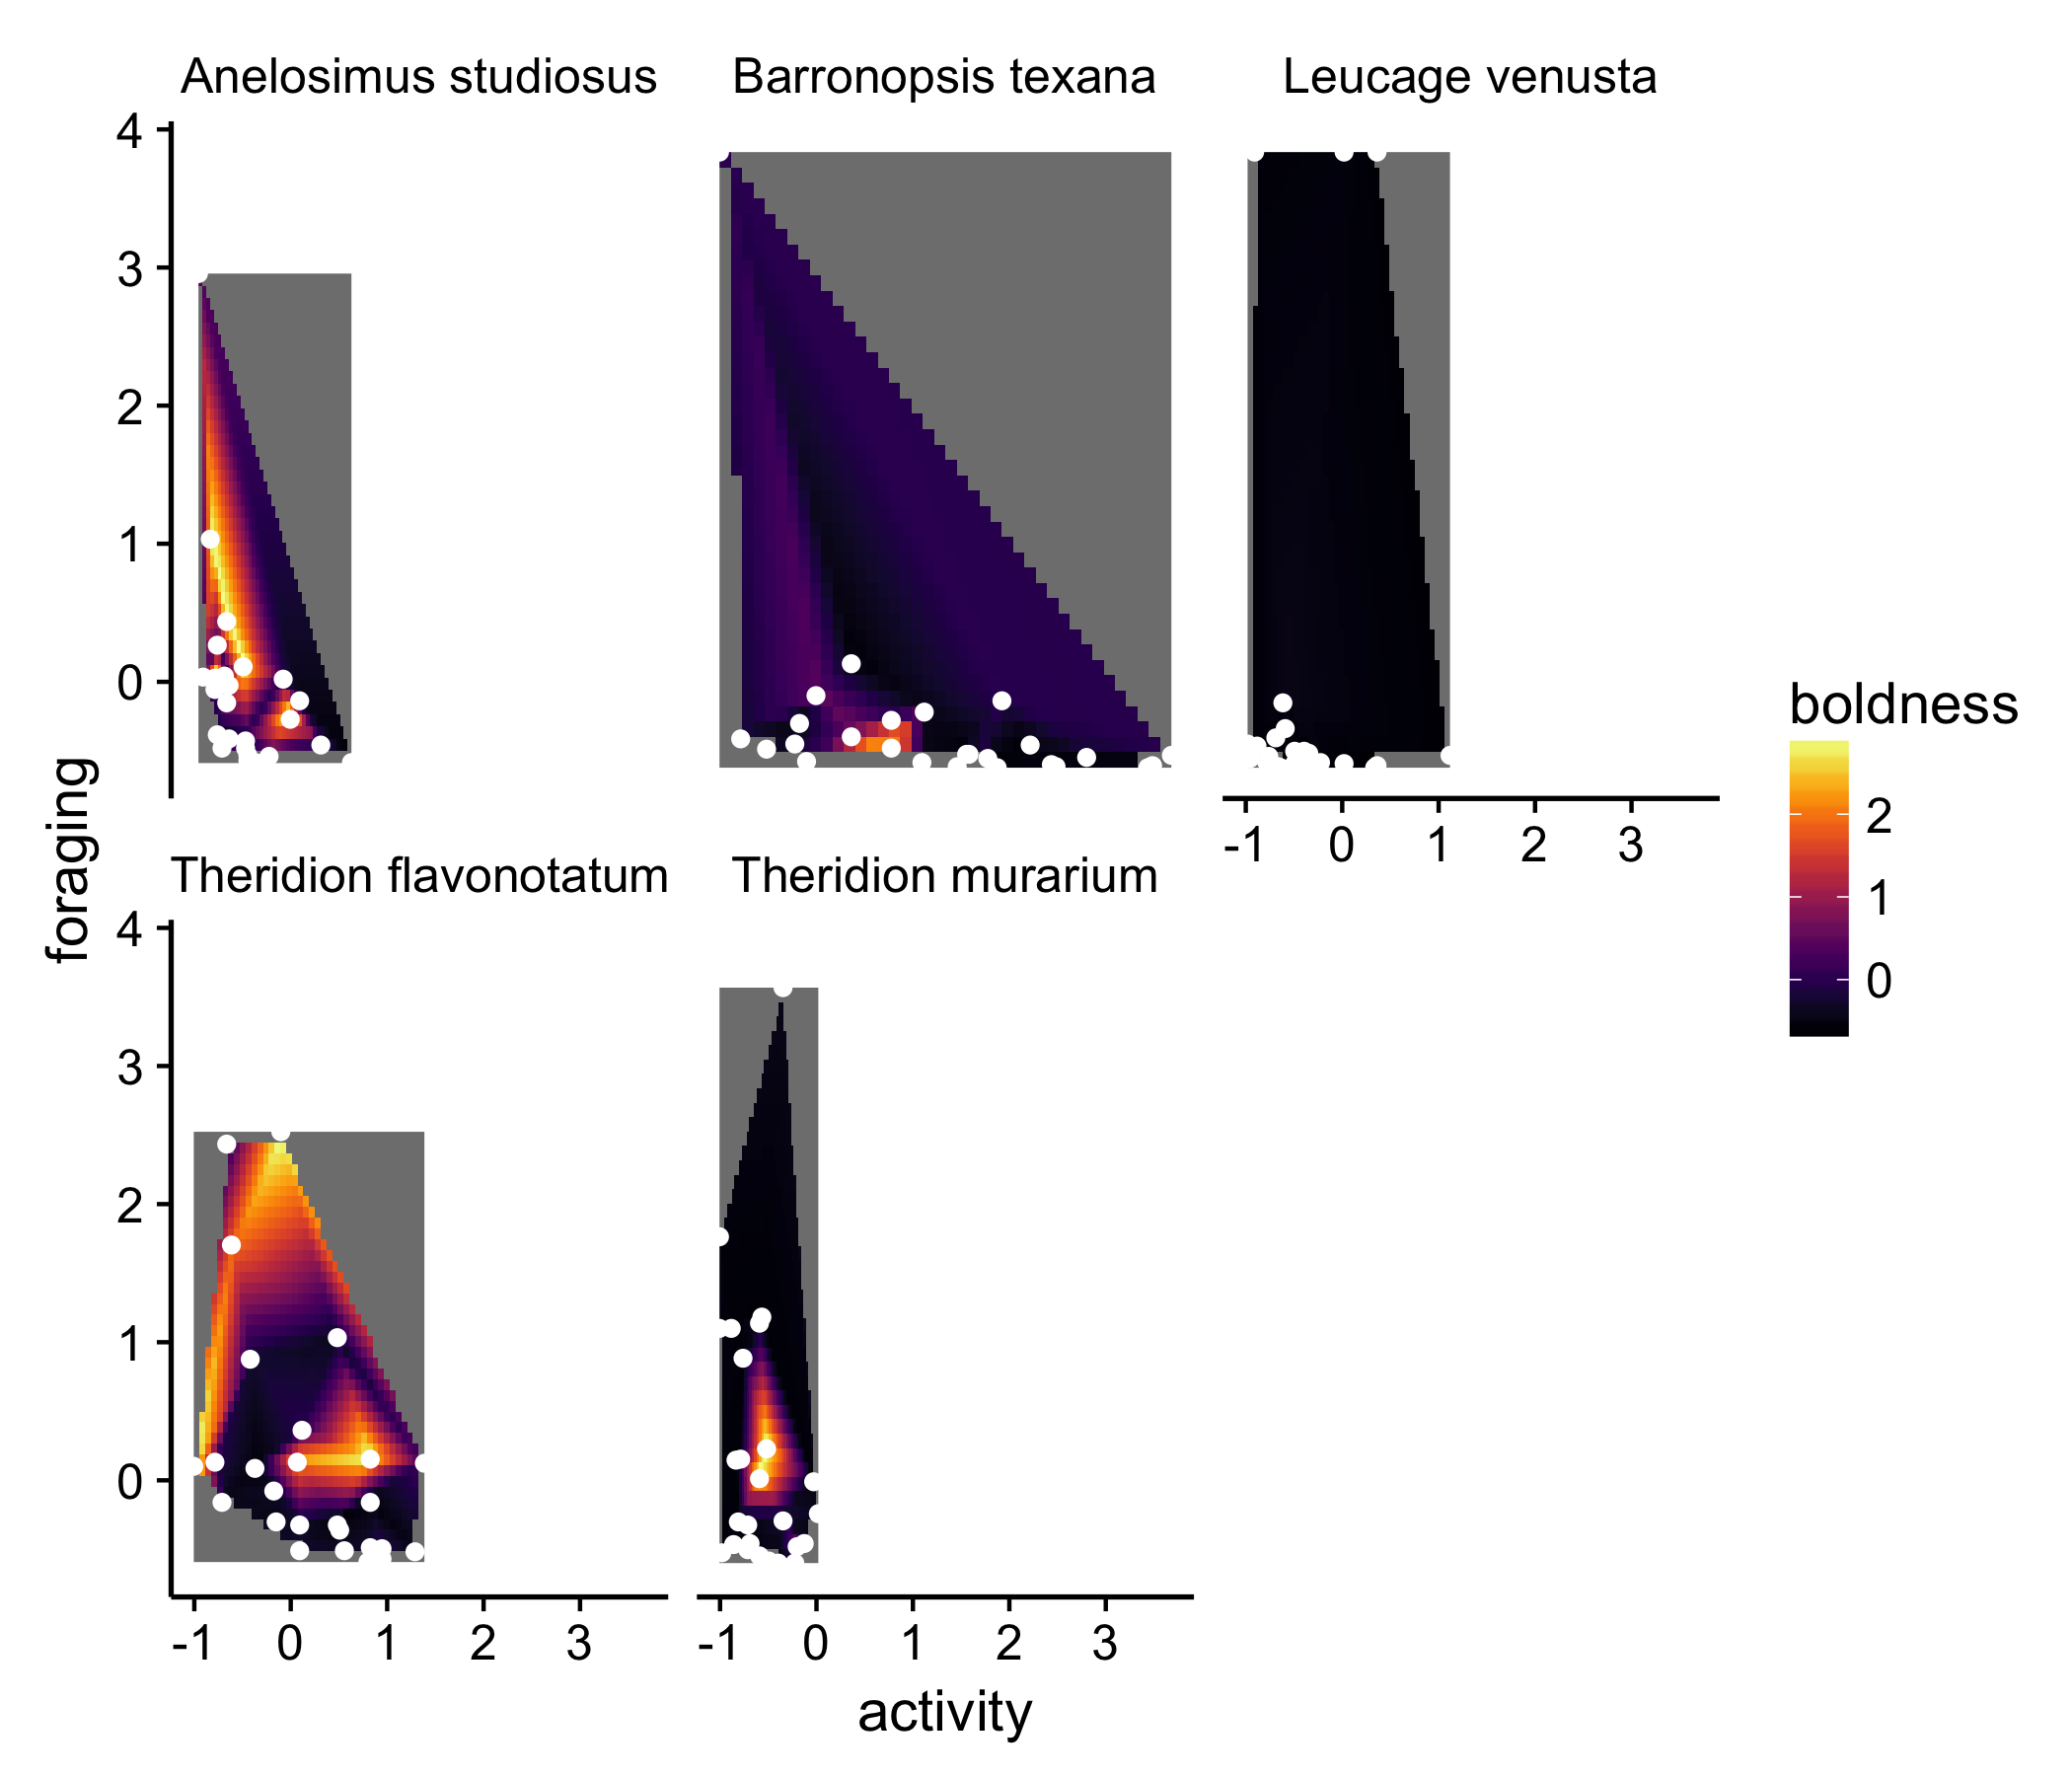 Anelosimus studiosus
Barronopsis texana
Leucage venusta
4
3
2
1
0
-1 0 1 2 3
foraging
boldness
2
1
0
Theridion flavonotatum
Theridion murarium
4
3
2
1
0
-1 0 1 2 3
-1 0 1 2 3
activity